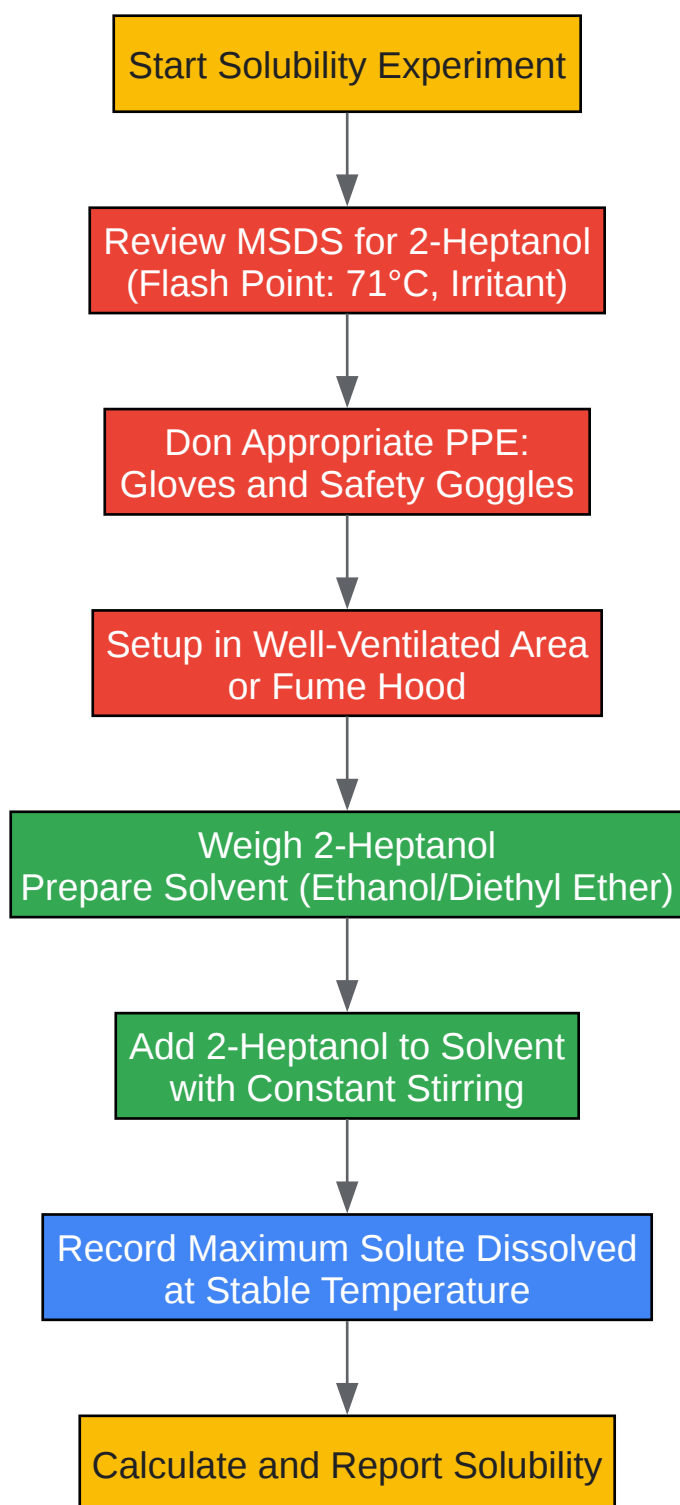 Start Solubility Experiment
Review MSDS for 2-Heptanol
(Flash Point: 71°C, Irritant)
Don Appropriate PPE:
Gloves and Safety Goggles
Setup in Well-Ventilated Area
or Fume Hood
Weigh 2-Heptanol
Prepare Solvent (Ethanol/Diethyl Ether)
Add 2-Heptanol to Solvent
with Constant Stirring
Record Maximum Solute Dissolved
at Stable Temperature
Calculate and Report Solubility